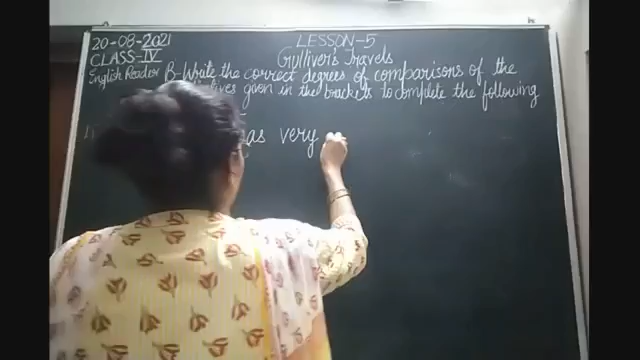 20-08-2021
LESSON-5
CLASS-IV
Gulliver's Travels
English Reader B-Write the correct degrees of comparisons of the
given in the brackets to complete the following
as very